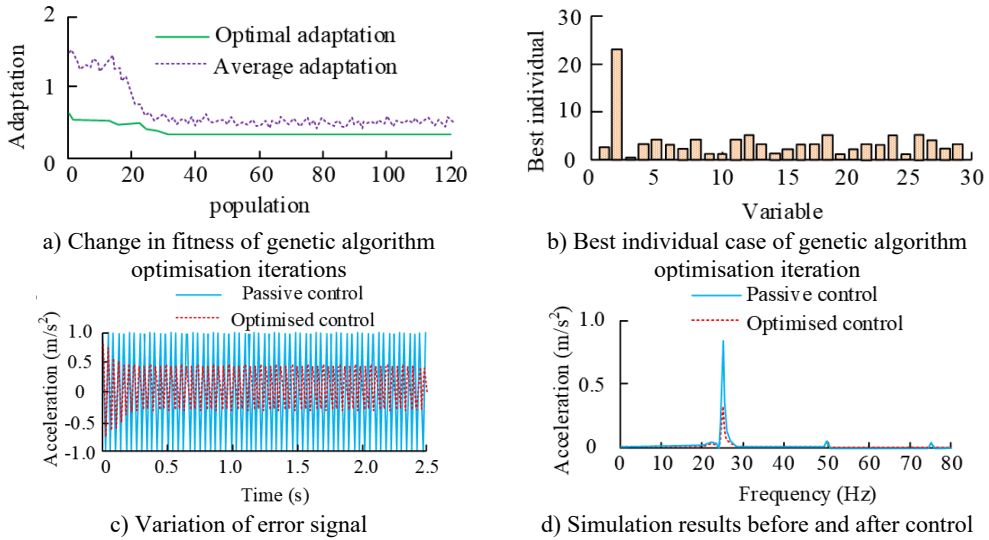 2
1
0
Adaptation
Optimal adaptation
Average adaptation
0 20 40 60 80 100 120
population
a) Change in fitness of genetic algorithm
optimisation iterations
30
20
10
0
Best individual
0 5 10 15 20 25 30
Variable
b) Best individual case of genetic algorithm
optimisation iteration
Passive control
Optimised control
Acceleration (m/s²)
1.0
0.5
0
-0.5
-1.0
0 0.5 1.0 1.5 2.0 2.5
Time (s)
c) Variation of error signal
Passive control
Optimised control
Acceleration (m/s²)
1.0
0.5
0
0 10 20 25 30 40 50 60 70 80
Frequency (Hz)
d) Simulation results before and after control